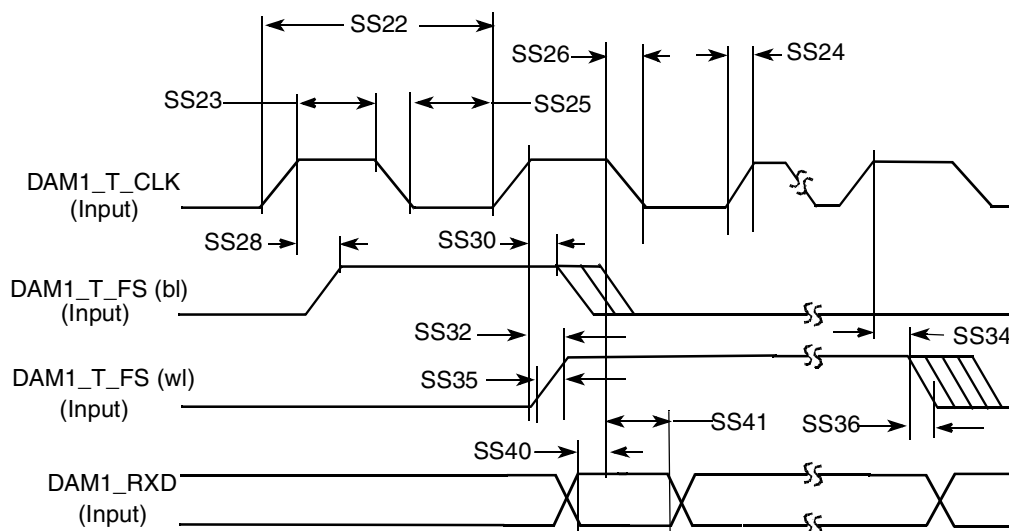 SS22
SS26
SS24
SS23
SS25
DAM1_T_CLK
(Input)
SS28
SS30
DAM1_T_FS (bl)
(Input)
SS32
SS34
DAM1_T_FS (wl)
(Input)
SS35
SS36
SS41
SS40
DAM1_RXD
(Input)